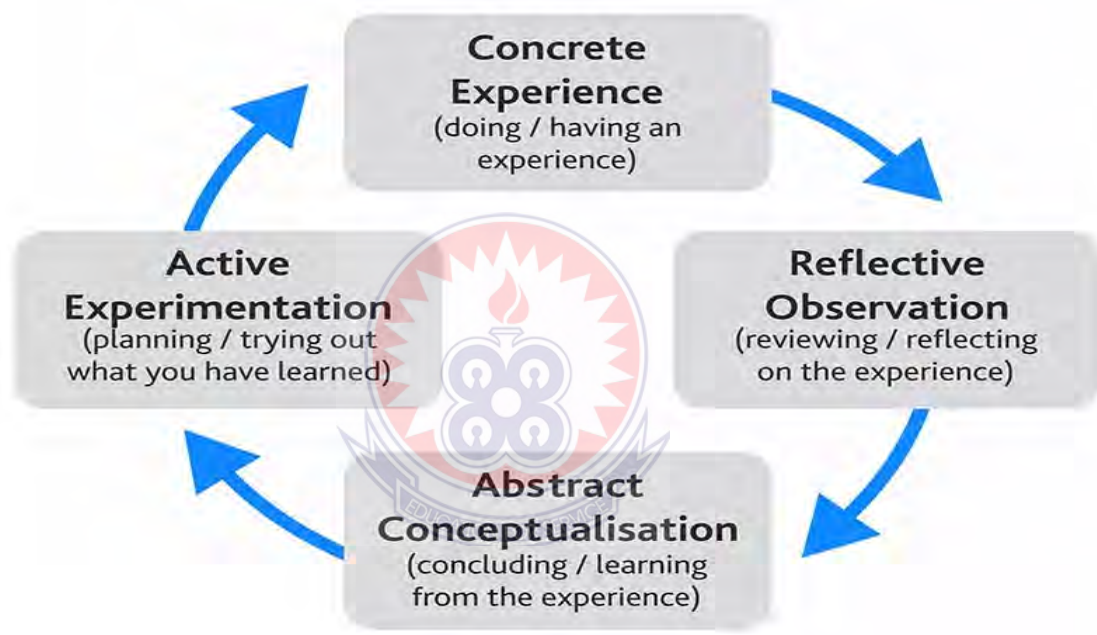 Concrete
Experience
(doing / having an
experience)
Reflective
Observation
(reviewing / reflecting
on the experience)
Abstract
Conceptualisation
(concluding / learning
from the experience)
Active
Experimentation
(planning / trying out
what you have learned)